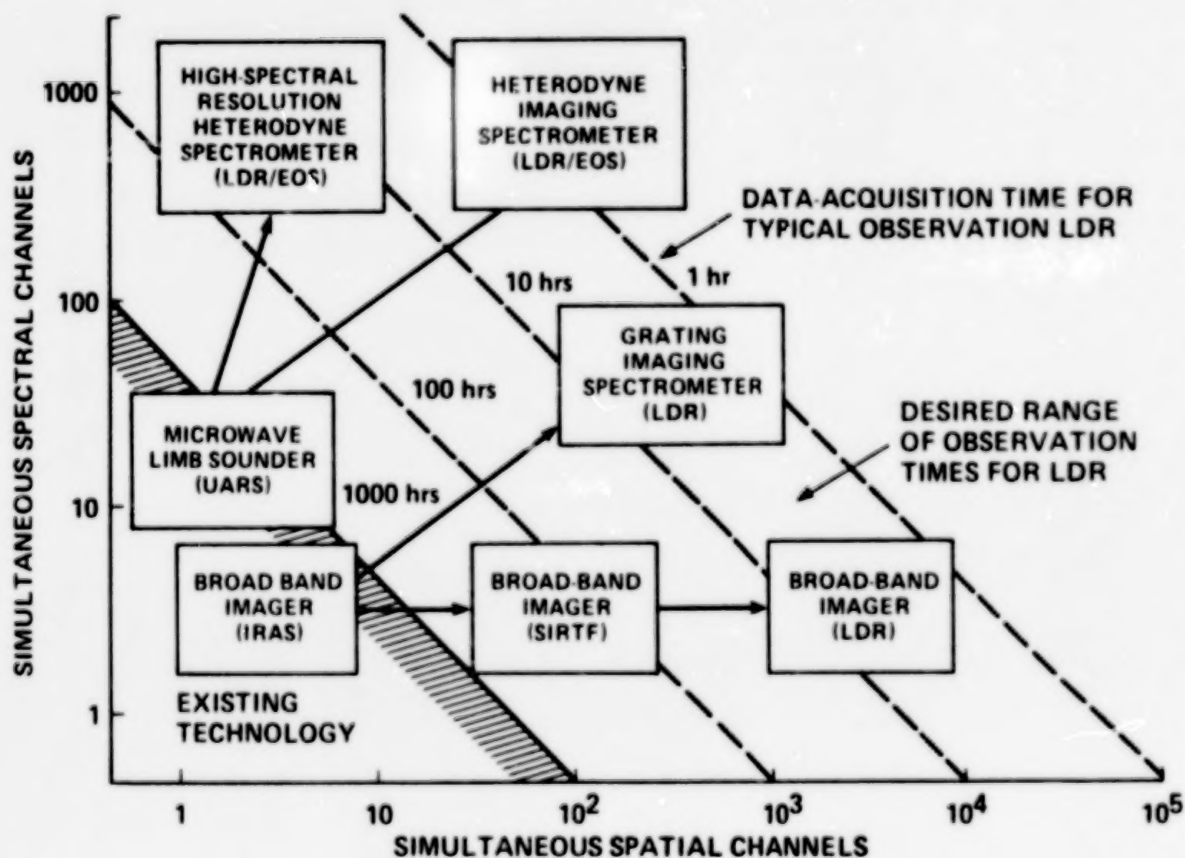 SIMULTANEOUS SPECTRAL CHANNELS
1000
100
10
1
HIGH-SPECTRAL
RESOLUTION
HETERODYNE
SPECTROMETER
(LDR/EOS)
HETERODYNE
IMAGING
SPECTROMETER
(LDR/EOS)
DATA-ACQUISITION TIME FOR
TYPICAL OBSERVATION LDR
10 hrs
1 hr
GRATING
IMAGING
SPECTROMETER
(LDR)
100 hrs
DESIRED RANGE
OF OBSERVATION
TIMES FOR LDR
MICROWAVE
LIMB SOUNDER
(UARS)
1000 hrs
BROAD BAND
IMAGER
(IRAS)
BROAD-BAND
IMAGER
(SIRTF)
BROAD-BAND
IMAGER
(LDR)
EXISTING
TECHNOLOGY
1 10 10² 10³ 10⁴ 10⁵
SIMULTANEOUS SPATIAL CHANNELS